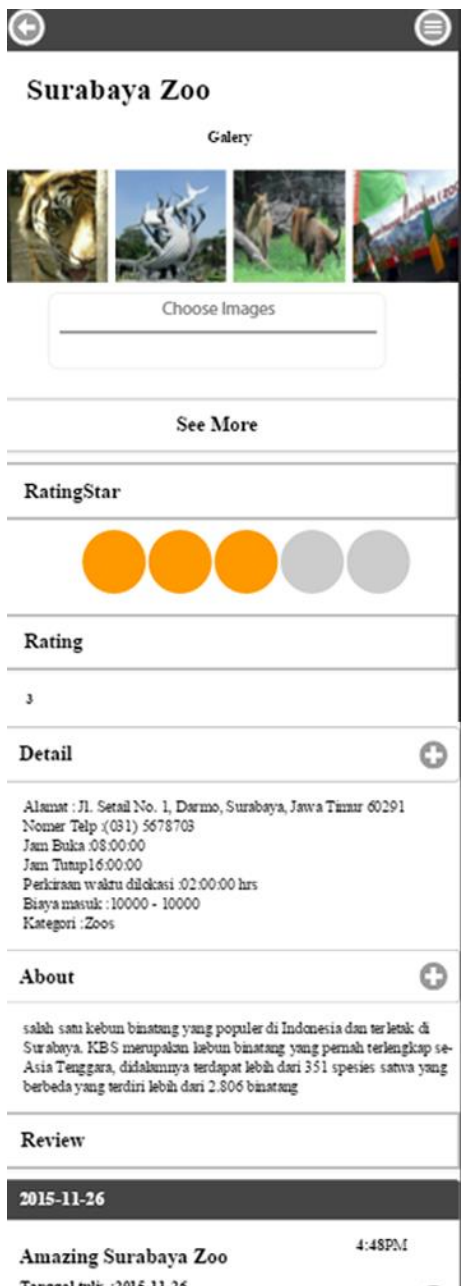 Surabaya Zoo
Galery
Choose Images
See More
RatingStar
Rating
3
Detail
Alamat : Jl. Setail No. 1, Darmo, Surabaya, Jawa Timur 60291
Nomer Telp :(031) 5678703
Jam Buka :08:00:00
Jam Tutup16:00:00
Perkiraan waktu dilokasi :02:00:00 hrs
Biaya masuk : 10000 - 10000
Kategori : Zoos
About
salah satu kebun binatang yang populer di Indonesia dan terletak di
Surabaya. KBS merupakan kebun binatang yang pernah terlengkap se-
Asia Tenggara, didalamnya terdapat lebih dari 351 spesies satwa yang
berbeda yang terdiri lebih dari 2.806 binatang
Review
2015-11-26
Amazing Surabaya Zoo
4:48PM
Tanggal tulis :2015-11-26